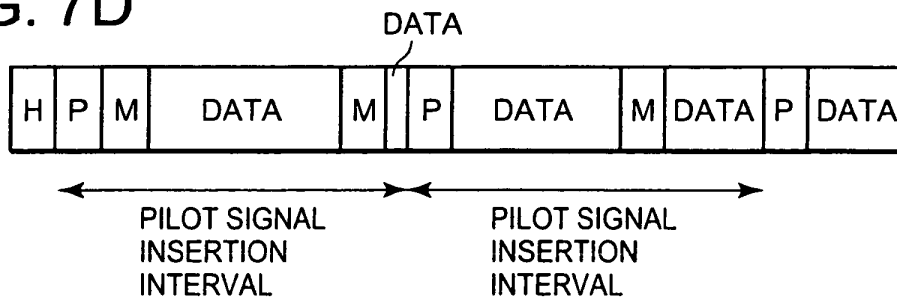 G. 7D
DATA
H P M DATA M P DATA M DATA P DATA
PILOT SIGNAL INSERTION INTERVAL
PILOT SIGNAL INSERTION INTERVAL